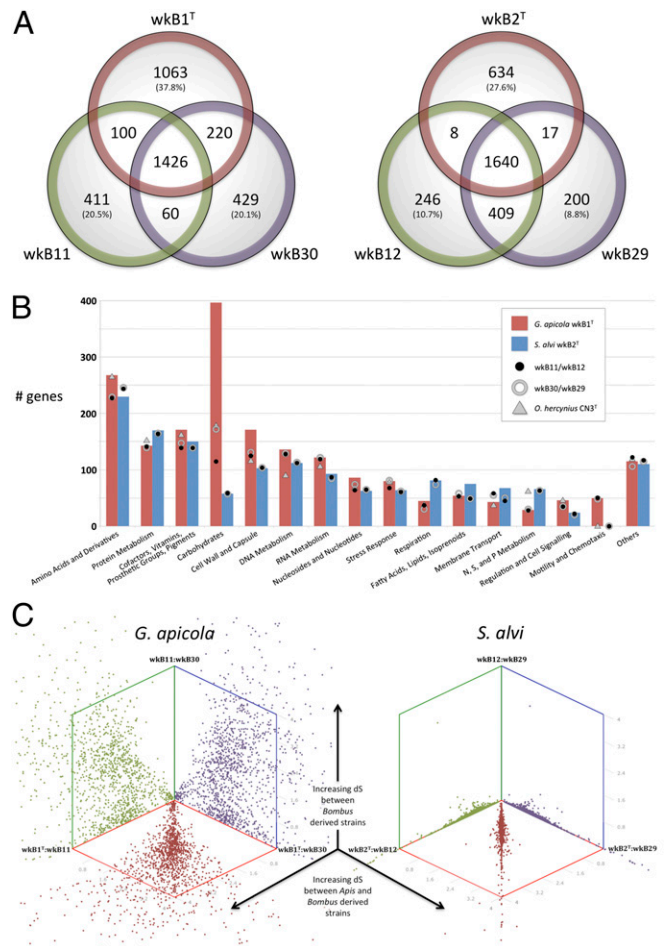 A
wkB1T
wkB2T
1063
(37.8%)
634
(27.6%)
100
220
8
17
1426
1640
411
(20.5%)
429
(20.1%)
246
(10.7%)
200
(8.8%)
60
409
wkB11
wkB30
wkB12
wkB29
B
400
300
200
100
0
# genes
G. apicola wkB1T
S. alvi wkB2T
wkB11/wkB12
wkB30/wkB29
O. hercynius CN3T
Amino Acids and Derivatives
Protein Metabolism
Cofactors, Vitamins,
Prosthetic Groups, Pigments
Carbohydrates
Cell Wall and Capsule
DNA Metabolism
RNA Metabolism
Nucleosides and Nucleotides
Stress Response
Respiration
Fatty Acids, Lipids, Isoprenoids
Membrane Transport
N, S, and P Metabolism
Regulation and Cell Signalling
Motility and Chemotaxis
Others
C
G. apicola
S. alvi
wkB11:wkB30
wkB12:wkB29
Increasing dS
between
Bombus
derived strains
wkB1T:wkB11
wkB1T:wkB30
wkB2T:wkB12
wkB2T:wkB29
Increasing dS
between Apis and
Bombus derived
strains